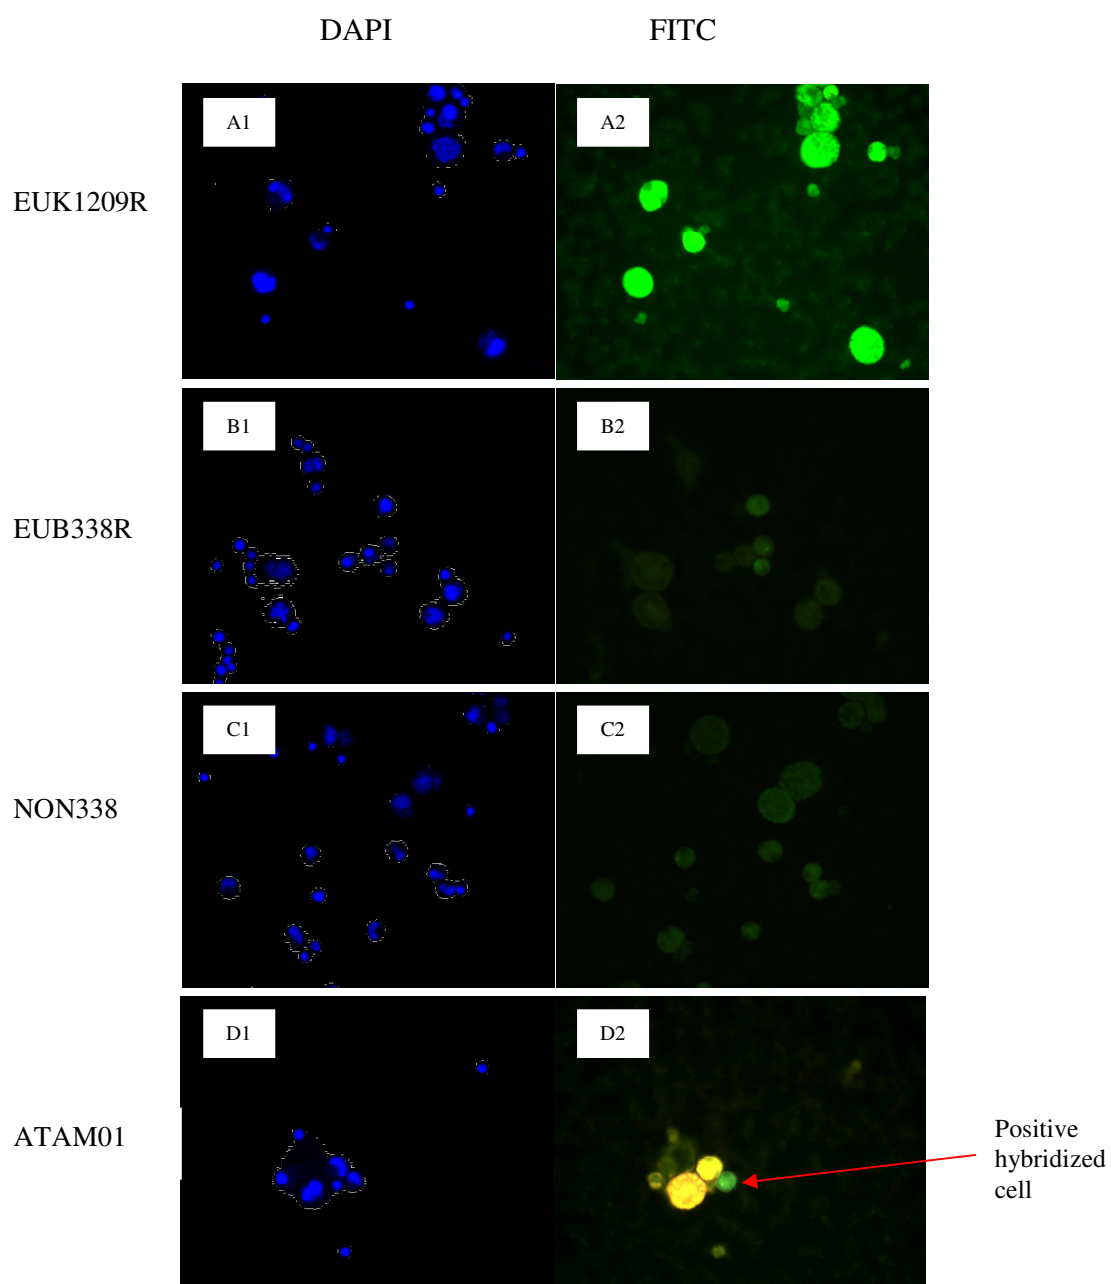 DAPI FITC
A1 A2
EUK1209R
B1 B2
EUB338R
C1 C2
NON338
D1 D2
ATAM01
Positive
hybridized
cell